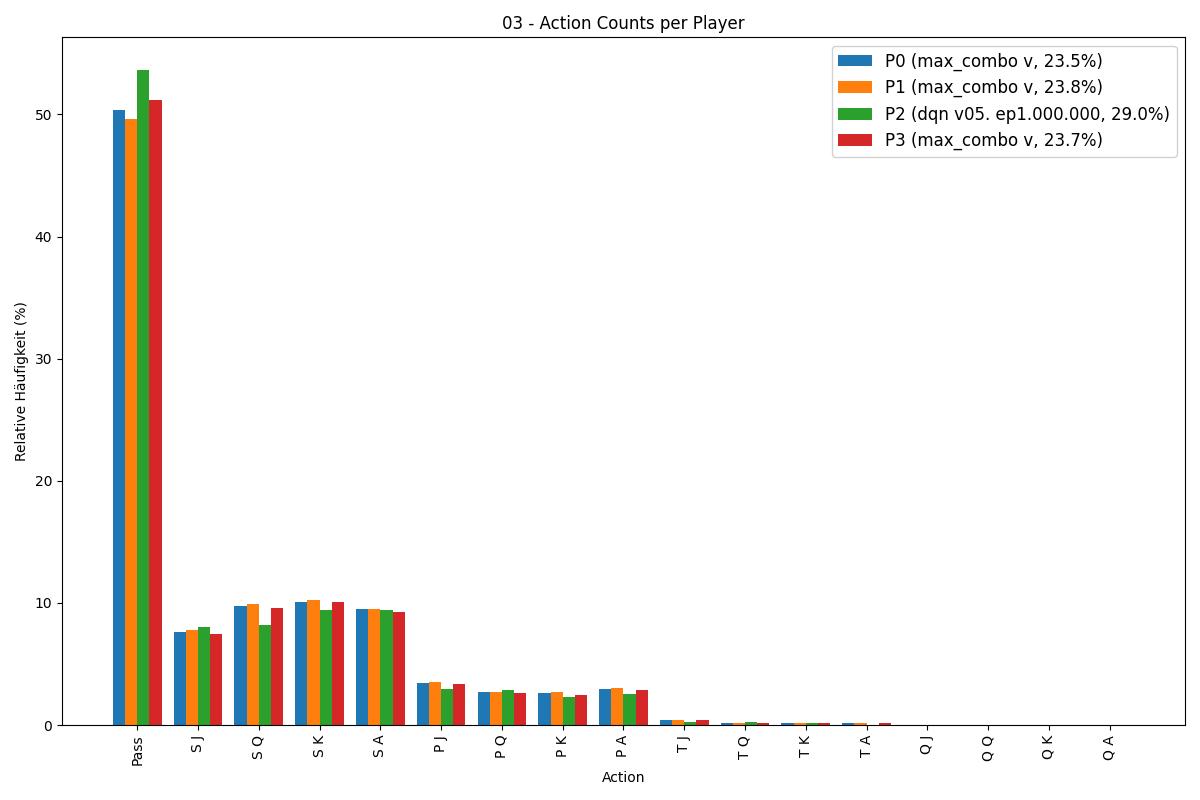 03 - Action Counts per Player
P0 (max_combo v, 23.5%)
P1 (max_combo v, 23.8%)
P2 (dqn v05. ep1.000.000, 29.0%)
P3 (max_combo v, 23.7%)
Relative Häufigkeit (%)
50
40
30
20
10
0
Pass
S J
S Q
S K
S A
P J
P Q
P K
P A
T J
T Q
T K
T A
Q J
Q Q
Q K
Q A
Action